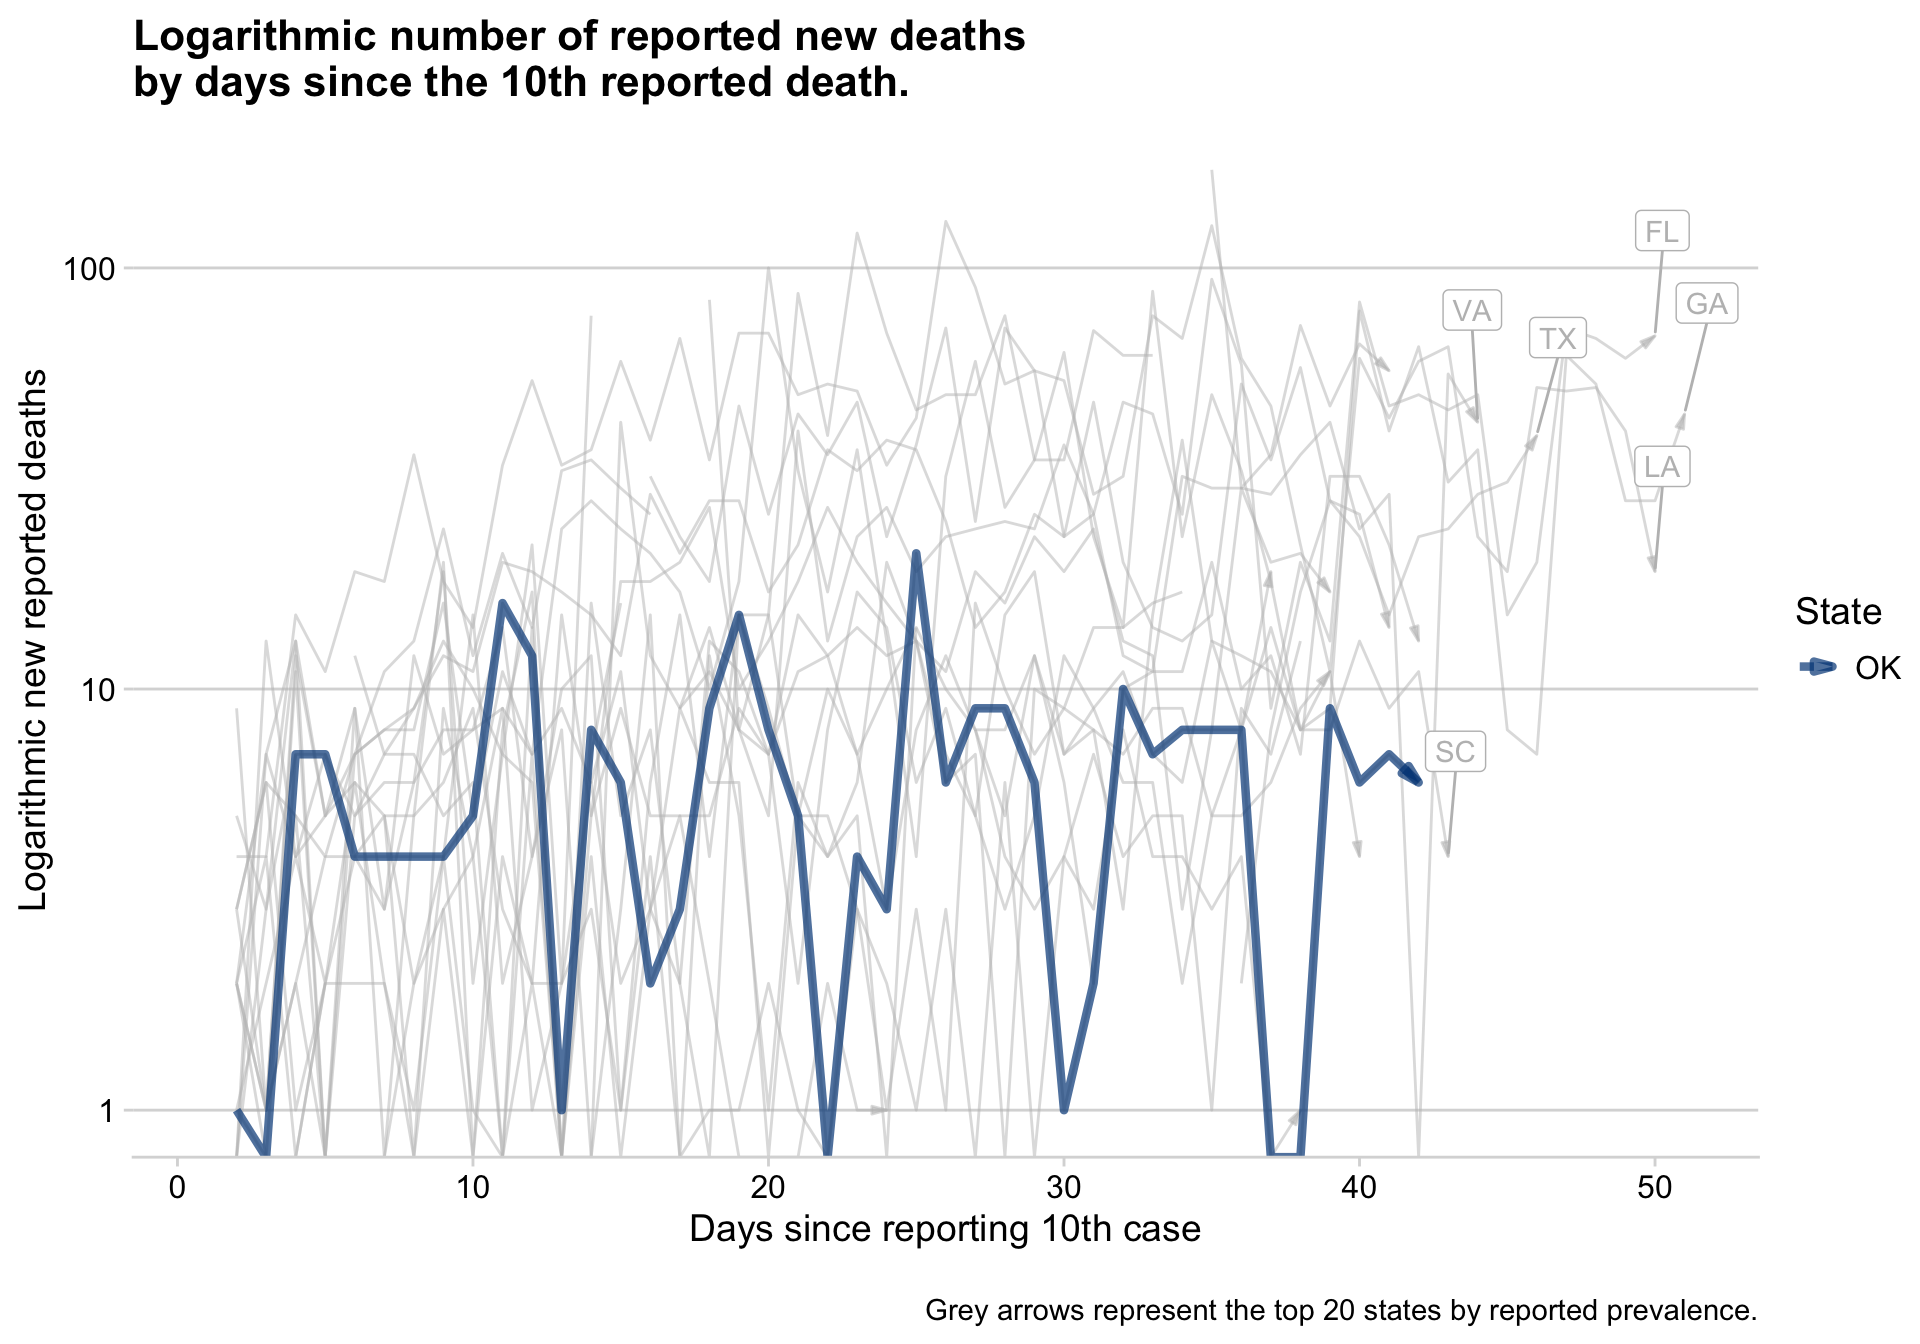 Logarithmic number of reported new deaths
by days since the 10th reported death.
Logarithmic new reported deaths
100
10
1
FL
GA
VA
TX
LA
SC
State
OK
0 10 20 30 40 50
Days since reporting 10th case
Grey arrows represent the top 20 states by reported prevalence.